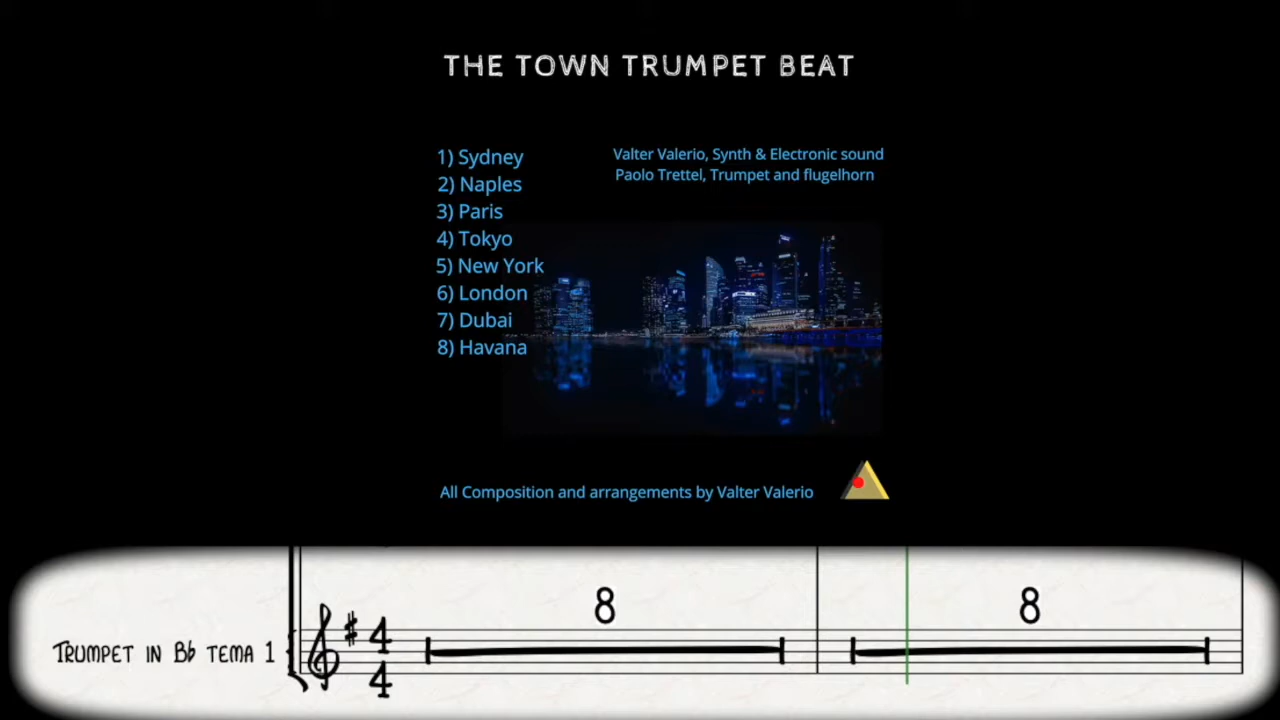 THE TOWN TRUMPET BEAT
1) Sydney
2) Naples
3) Paris
4) Tokyo
5) New York
6) London
7) Dubai
8) Havana
Valter Valerio, Synth & Electronic sound
Paolo Trettel, Trumpet and flugelhorn
All Composition and arrangements by Valter Valerio
8 8
TRUMPET IN B♭ TEMA 1
4
4